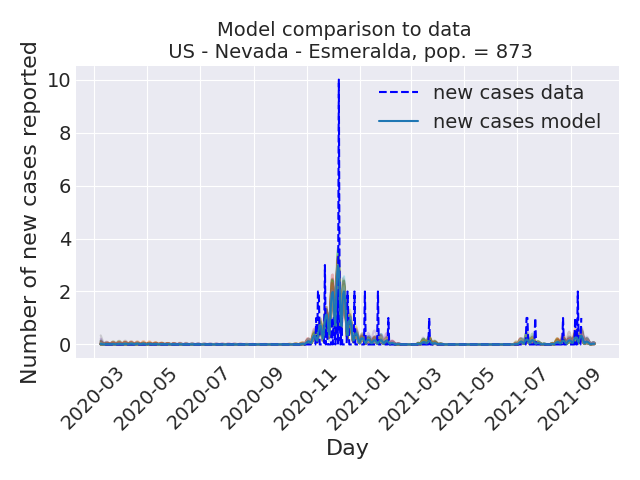 Model comparison to data
US - Nevada - Esmeralda, pop. = 873
Number of new cases reported
10
8
6
4
2
0
new cases data
new cases model
2020-03
2020-05
2020-07
2020-09
2020-11
2021-01
2021-03
2021-05
2021-07
2021-09
Day